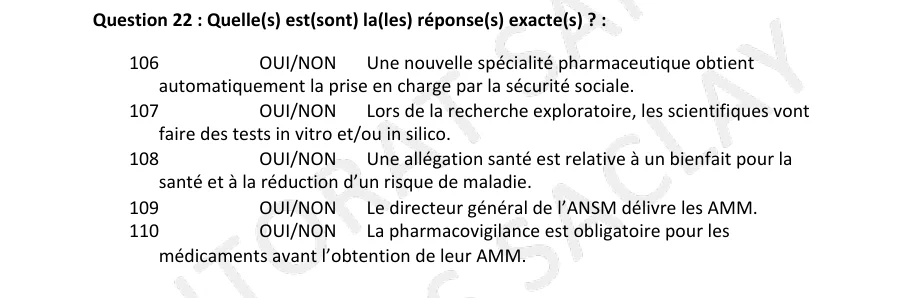 Question 22 : Quelle(s) est(sont) la(les) réponse(s) exacte(s) ? :
106 OUI/NON Une nouvelle spécialité pharmaceutique obtient
automatiquement la prise en charge par la sécurité sociale.
107 OUI/NON Lors de la recherche exploratoire, les scientifiques vont
faire des tests in vitro et/ou in silico.
108 OUI/NON Une allégation santé est relative à un bienfait pour la
santé et à la réduction d’un risque de maladie.
109 OUI/NON Le directeur général de l’ANSM délivre les AMM.
110 OUI/NON La pharmacovigilance est obligatoire pour les
médicaments avant l’obtention de leur AMM.
SACLAY